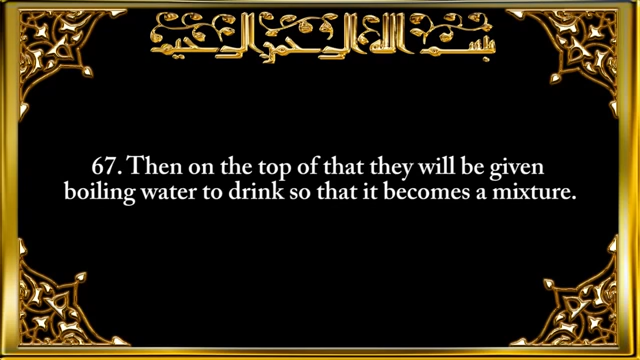 بسم الله الرحمن الرحيم
67. Then on the top of that they will be given
boiling water to drink so that it becomes a mixture.